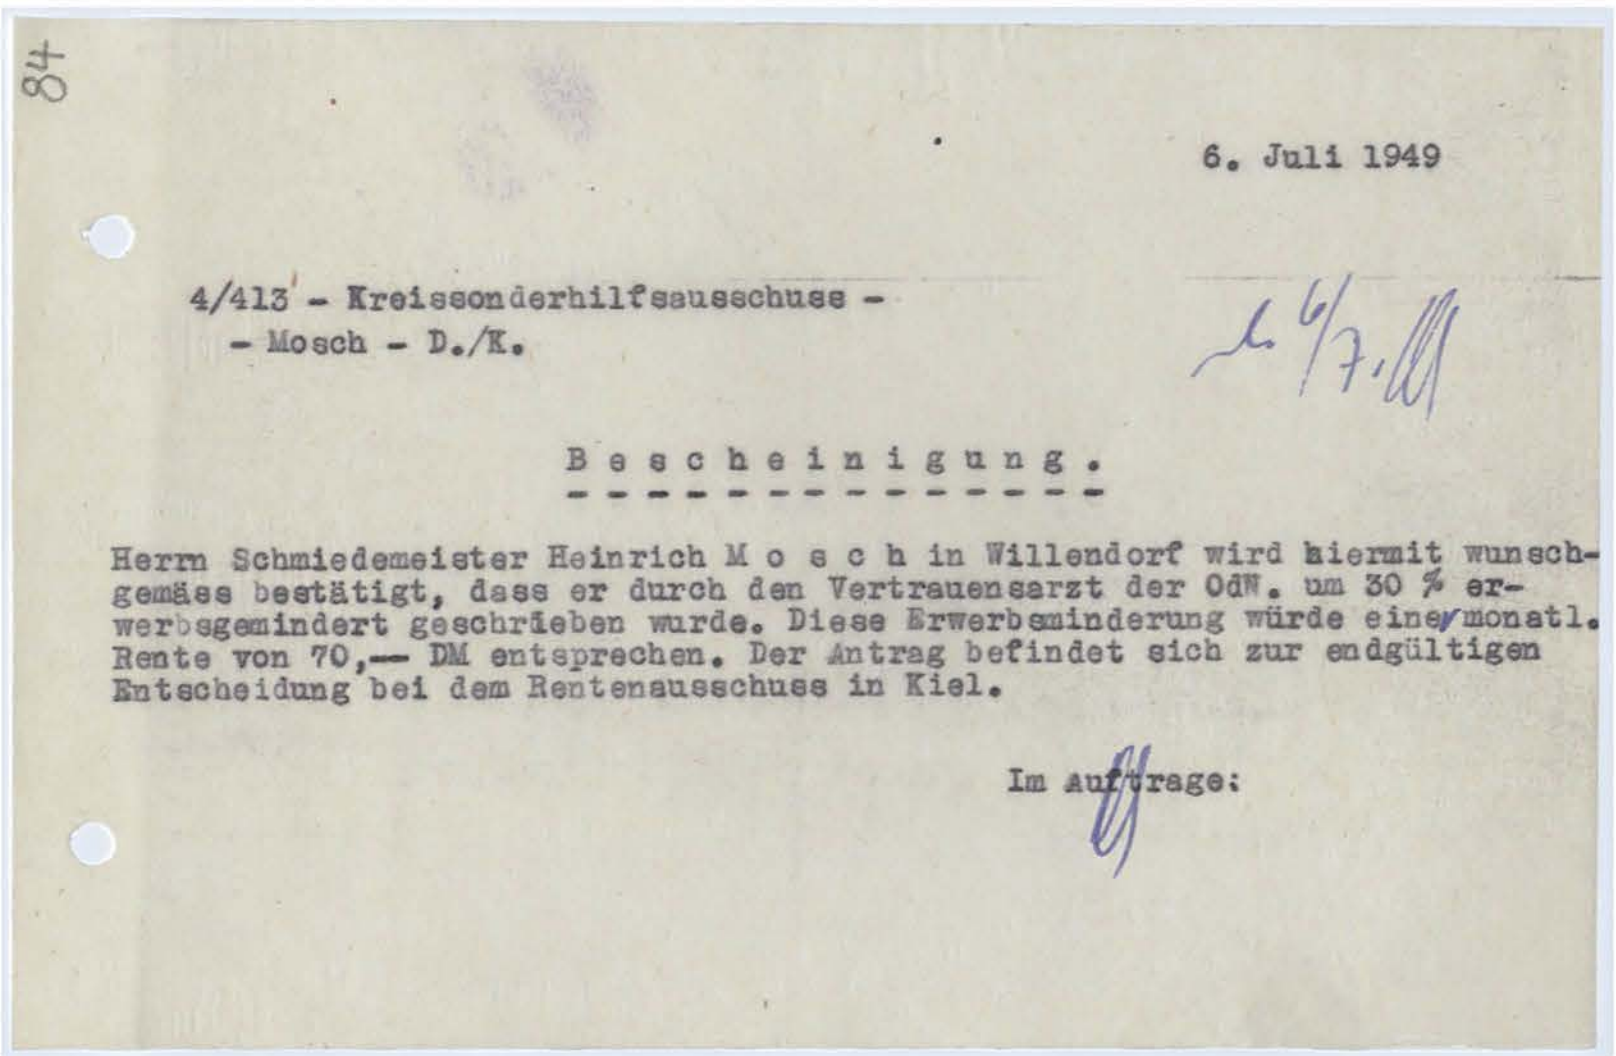 84
6. Juli 1949
4/413 - Kreissonderhilfsausschuss -
- Mosch - D./K.
6/7.
B e s c h e i n i g u n g .
- - - - - - - - - - - - - -
Herrn Schmiedemeister Heinrich M o s c h in Willendorf wird hiermit wunsch-
gemäss bestätigt, dass er durch den Vertrauensarzt der OdN. um 30 % er-
werbsgemindert geschrieben wurde. Diese Erwerbsminderung würde einer monatl.
Rente von 70,-- DM entsprechen. Der Antrag befindet sich zur endgültigen
Entscheidung bei dem Rentenausschuss in Kiel.
Im Auftrage: